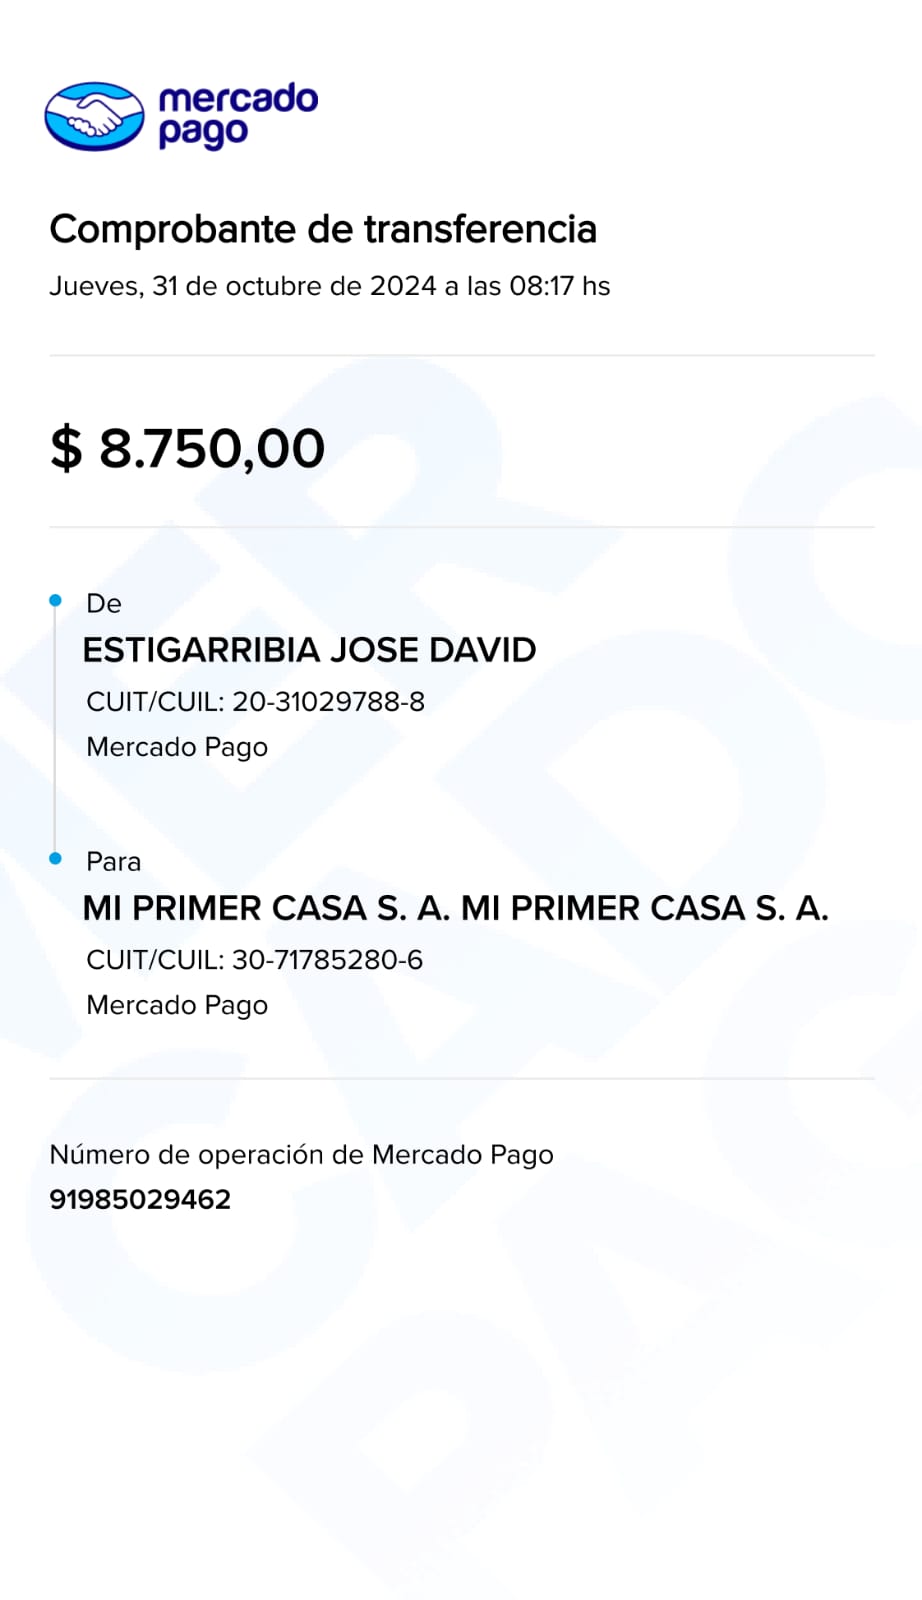 mercado
pago
Comprobante de transferencia
Jueves, 31 de octubre de 2024 a las 08:17 hs
$ 8.750,00
De
ESTIGARRIBIA JOSE DAVID
CUIT/CUIL: 20-31029788-8
Mercado Pago
Para
MI PRIMER CASA S. A. MI PRIMER CASA S. A.
CUIT/CUIL: 30-71785280-6
Mercado Pago
Número de operación de Mercado Pago
91985029462